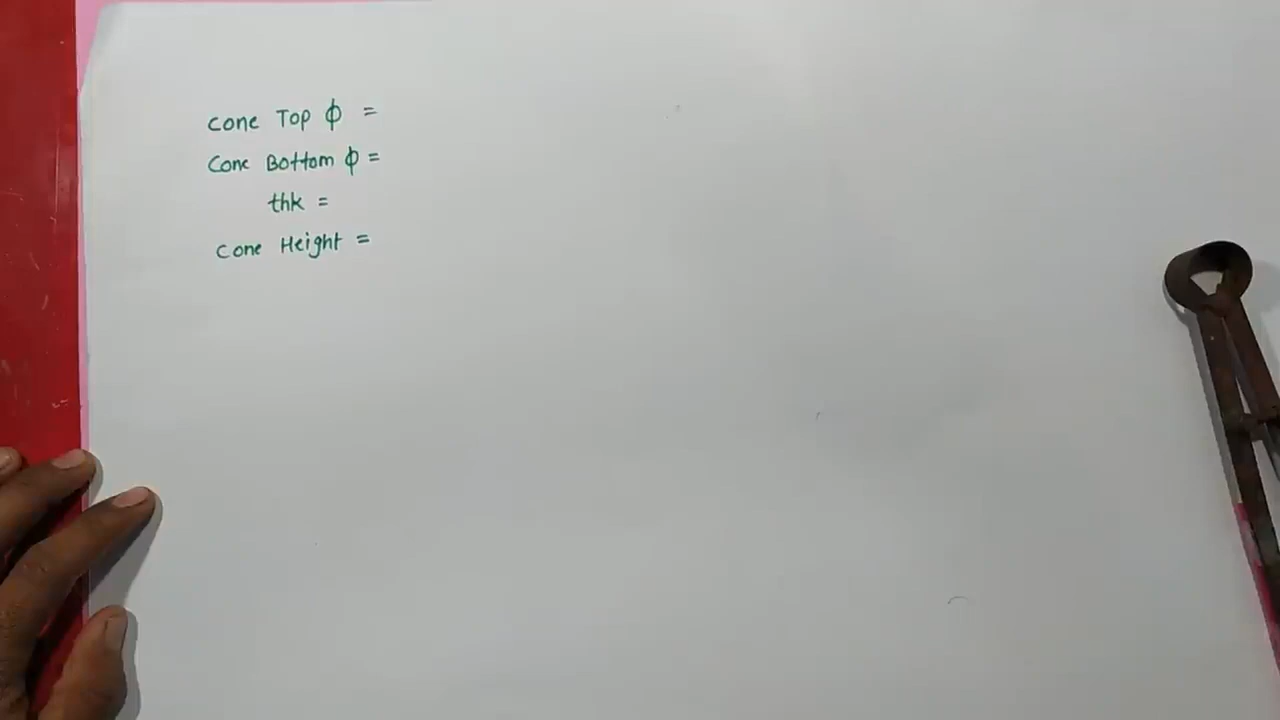 Cone Top ϕ =
Cone Bottom ϕ =
thk =
Cone Height =